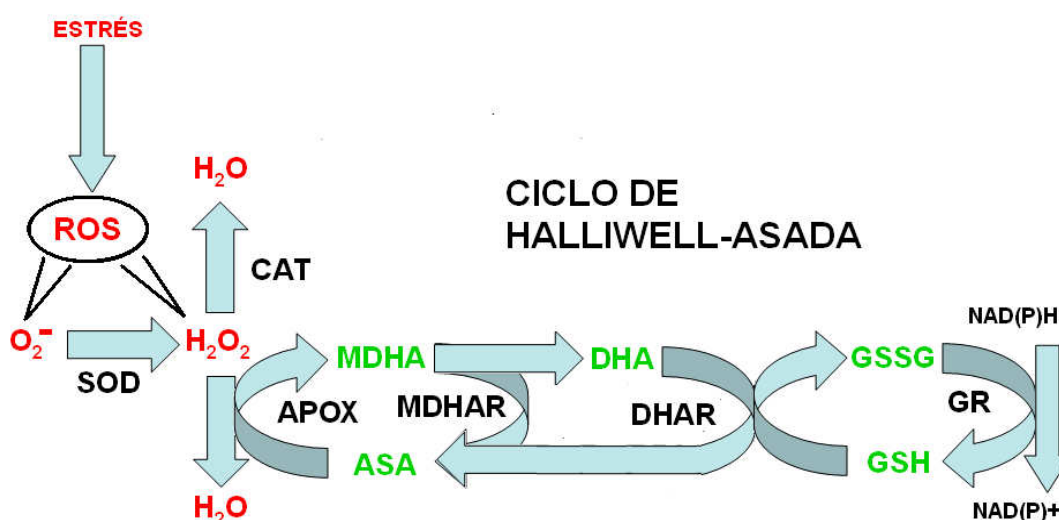 ESTRÉS
H₂O
CICLO DE
HALLIWELL-ASADA
ROS
CAT
NAD(P)H
O₂⁻
H₂O₂
MDHA
DHA
GSSG
SOD
APOX
MDHAR
DHAR
GR
ASA
GSH
H₂O
NAD(P)+